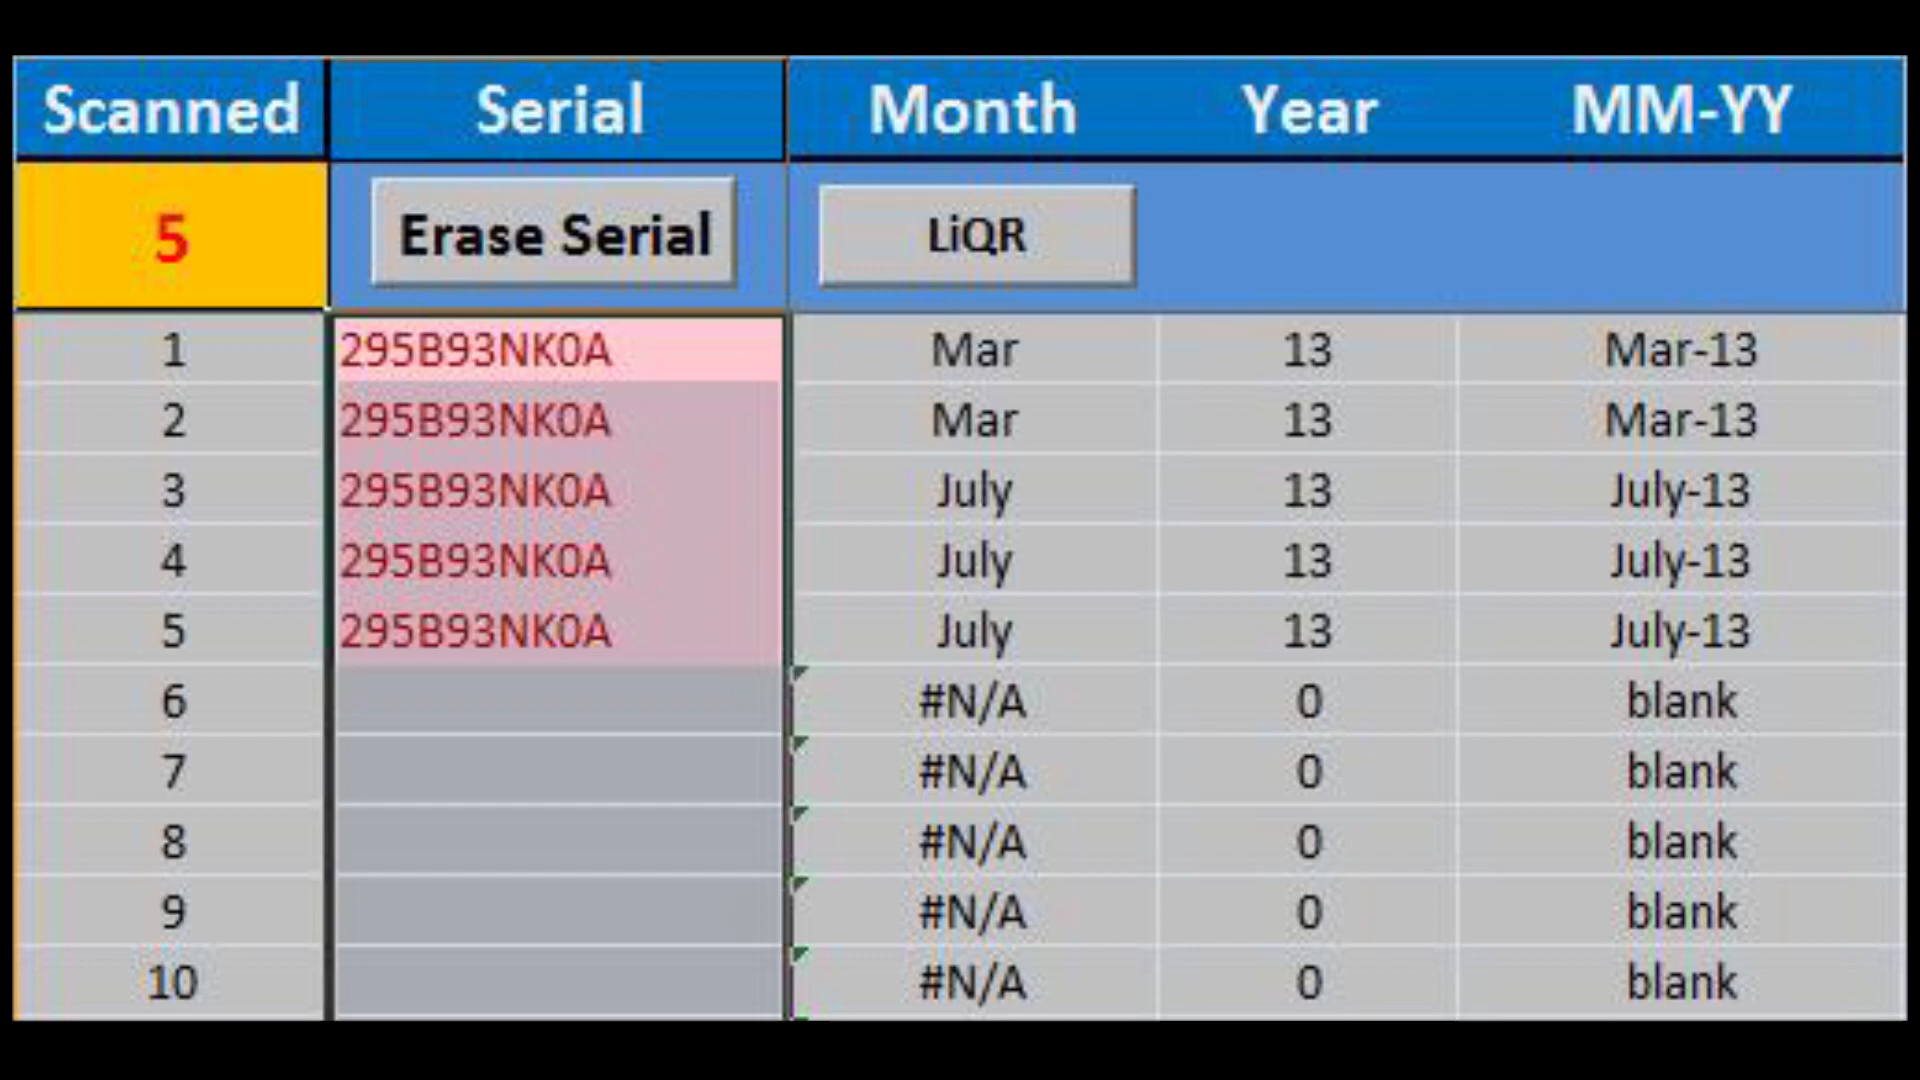 Scanned Serial Month Year MM-YY
5 Erase Serial LiQR
1 295B93NK0A Mar 13 Mar-13
2 295B93NK0A Mar 13 Mar-13
3 295B93NK0A July 13 July-13
4 295B93NK0A July 13 July-13
5 295B93NK0A July 13 July-13
6 #N/A 0 blank
7 #N/A 0 blank
8 #N/A 0 blank
9 #N/A 0 blank
10 #N/A 0 blank